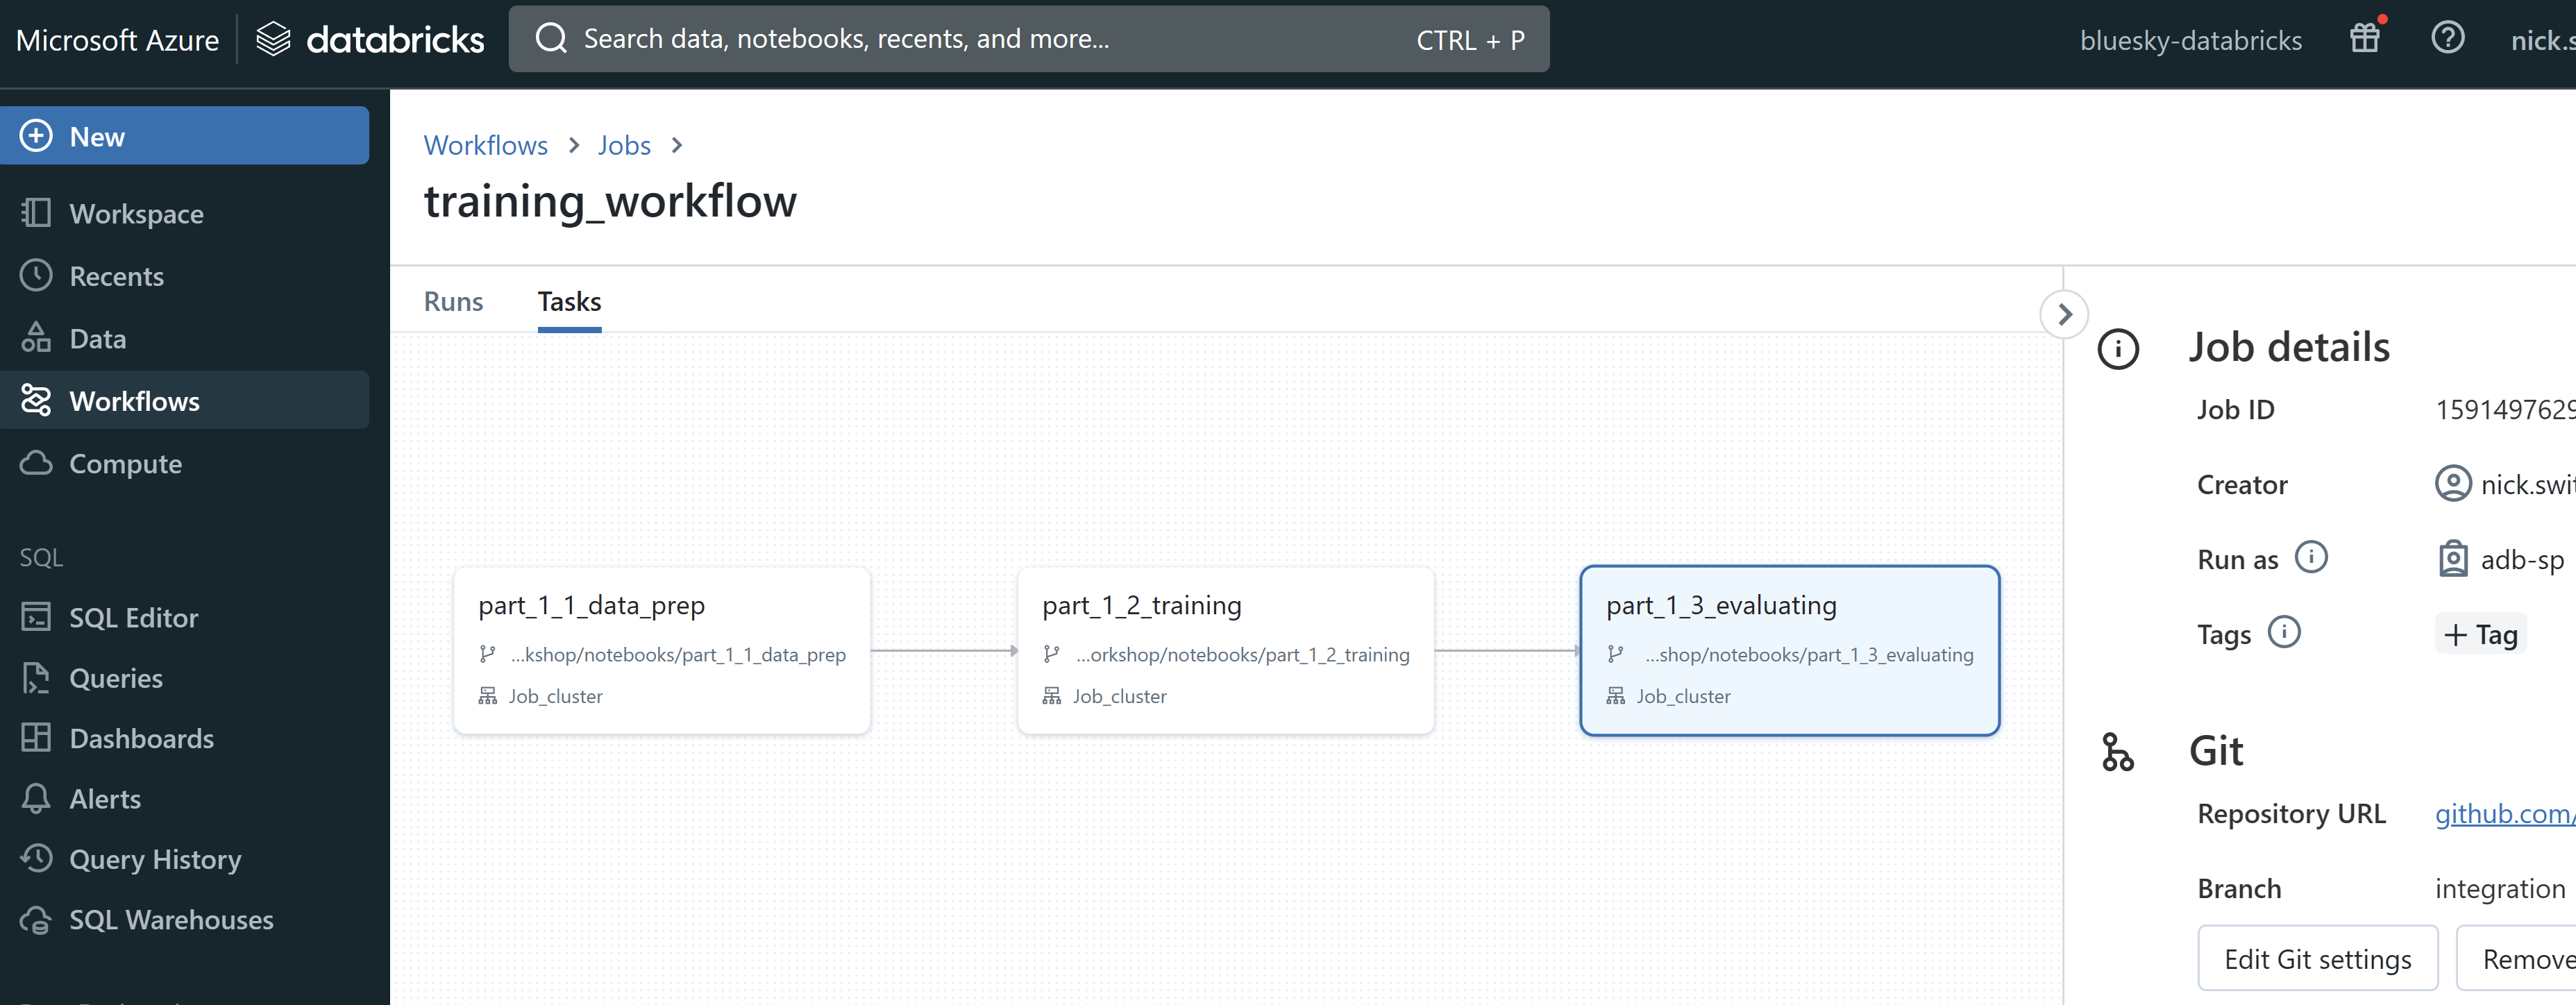 Microsoft Azure databricks Search data, notebooks, recents, and more... CTRL + P bluesky-databricks nick.s
New
Workspace
Recents
Data
Workflows
Compute
SQL
SQL Editor
Queries
Dashboards
Alerts
Query History
SQL Warehouses
Workflows > Jobs >
training_workflow
Runs Tasks
part_1_1_data_prep
...kshop/notebooks/part_1_1_data_prep
Job_cluster
part_1_2_training
...orkshop/notebooks/part_1_2_training
Job_cluster
part_1_3_evaluating
...shop/notebooks/part_1_3_evaluating
Job_cluster
Job details
Job ID 1591497629
Creator nick.swi
Run as adb-sp
Tags + Tag
Git
Repository URL github.com/
Branch integration
Edit Git settings Remove